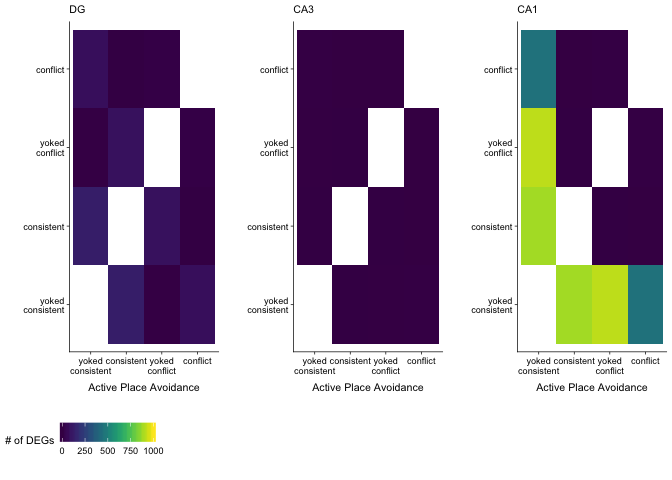 DG
CA3
CA1
conflict
yoked
conflict
consistent
yoked
consistent
conflict
yoked
conflict
consistent
yoked
consistent
conflict
yoked
conflict
consistent
yoked
consistent
yoked consistent yoked conflict
consistent conflict
yoked consistent yoked conflict
consistent conflict
yoked consistent yoked conflict
consistent conflict
Active Place Avoidance
Active Place Avoidance
Active Place Avoidance
# of DEGs
0 250 500 750 1000